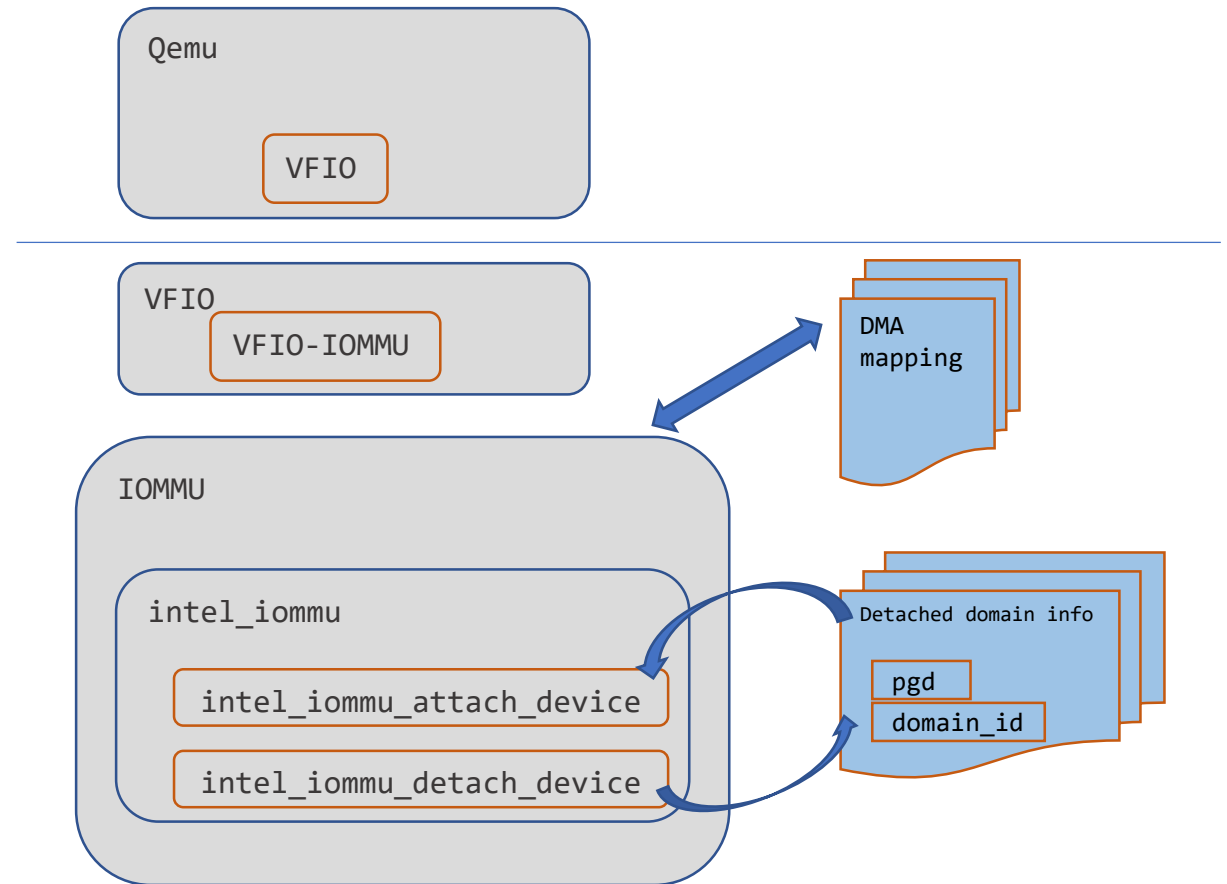 Qemu
VFIO
VFIO
VFIO-IOMMU
DMA
mapping
IOMMU
intel_iommu
Detached domain info
pgd
intel_iommu_attach_device
domain_id
intel_iommu_detach_device